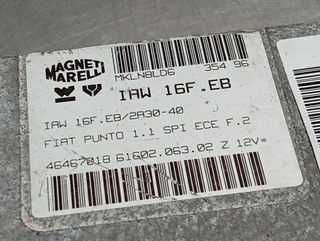 MAGNETI
MARELLI
MKLN8LD6 354 96
IAW 16F.EB
IAW 16F.EB/2A30-40
FIAT PUNTO 1.1 SPI ECE F.2
46467018 61602.063.02 Z 12V=